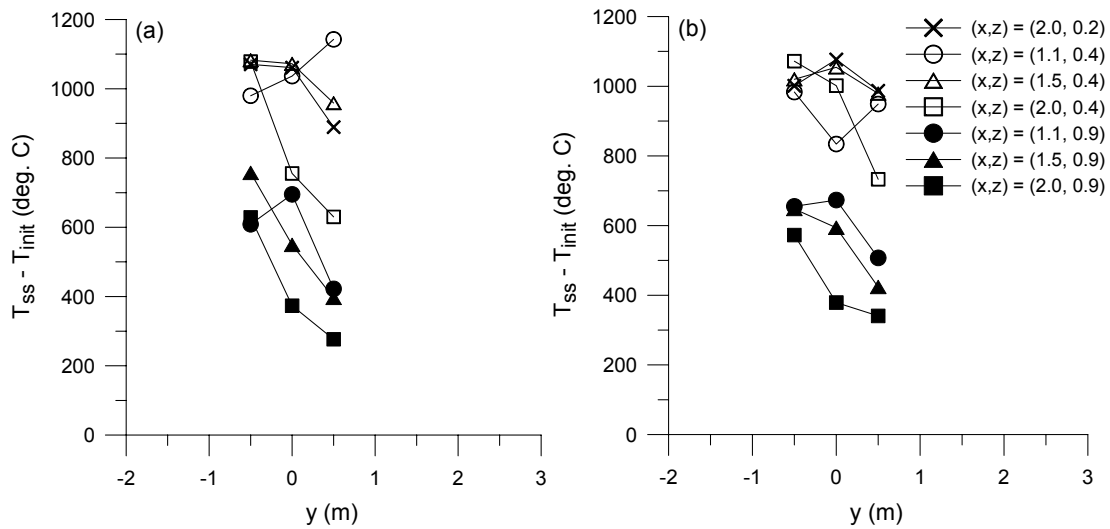 (a)
1200
1000
800
600
400
200
0
-2
-1
0
1
2
3
y (m)
T_ss - T_init (deg. C)
(b)
1200
1000
800
600
400
200
0
-2
-1
0
1
2
3
y (m)
T_ss - T_init (deg. C)
(x,z) = (2.0, 0.2)
(x,z) = (1.1, 0.4)
(x,z) = (1.5, 0.4)
(x,z) = (2.0, 0.4)
(x,z) = (1.1, 0.9)
(x,z) = (1.5, 0.9)
(x,z) = (2.0, 0.9)